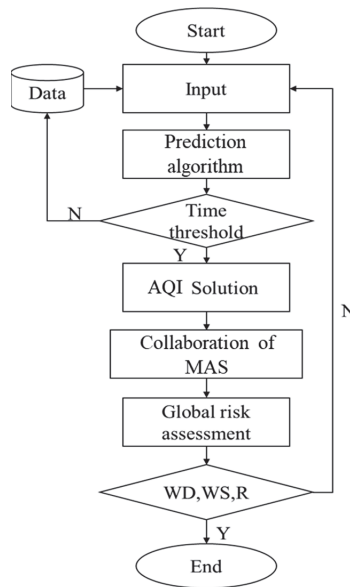 Start
Data
Input
Prediction
algorithm
N
Time
threshold
Y
AQI Solution
N
Collaboration of
MAS
Global risk
assessment
WD,WS,R
Y
End